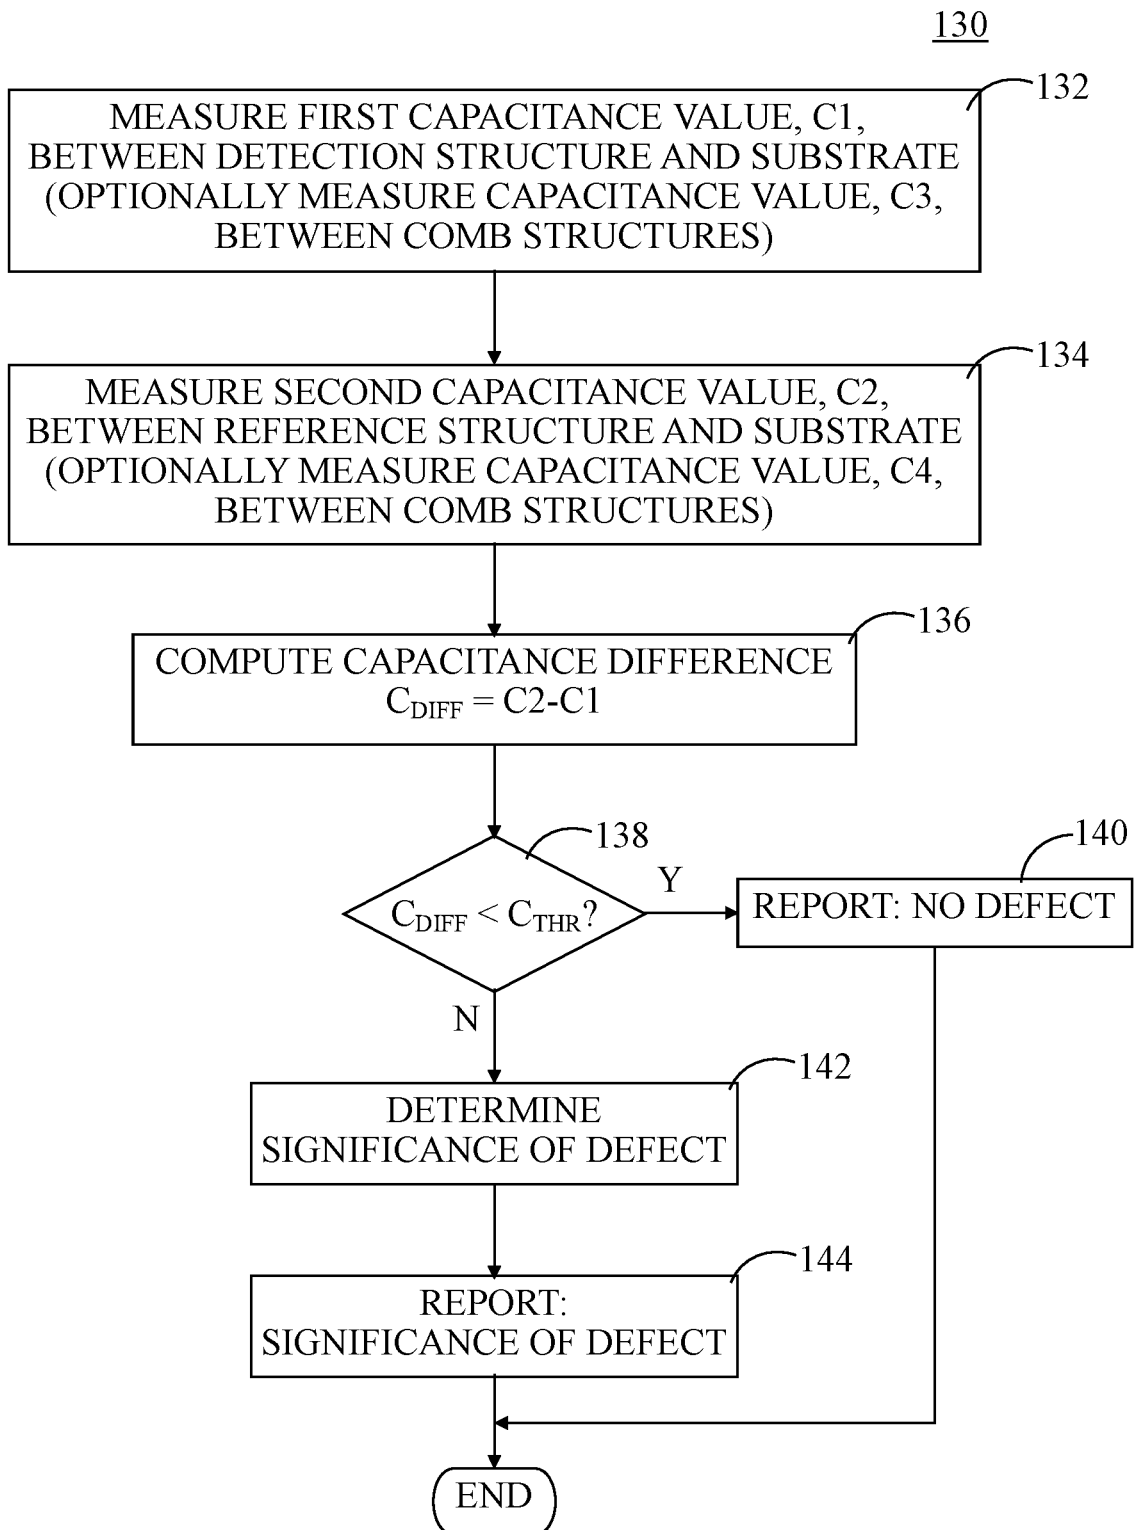 130
132
MEASURE FIRST CAPACITANCE VALUE, C1,
BETWEEN DETECTION STRUCTURE AND SUBSTRATE
(OPTIONALLY MEASURE CAPACITANCE VALUE, C3,
BETWEEN COMB STRUCTURES)
134
MEASURE SECOND CAPACITANCE VALUE, C2,
BETWEEN REFERENCE STRUCTURE AND SUBSTRATE
(OPTIONALLY MEASURE CAPACITANCE VALUE, C4,
BETWEEN COMB STRUCTURES)
136
COMPUTE CAPACITANCE DIFFERENCE
CDIFF = C2-C1
138
CDIFF < CTHR?
Y
140
REPORT: NO DEFECT
N
142
DETERMINE
SIGNIFICANCE OF DEFECT
144
REPORT:
SIGNIFICANCE OF DEFECT
END